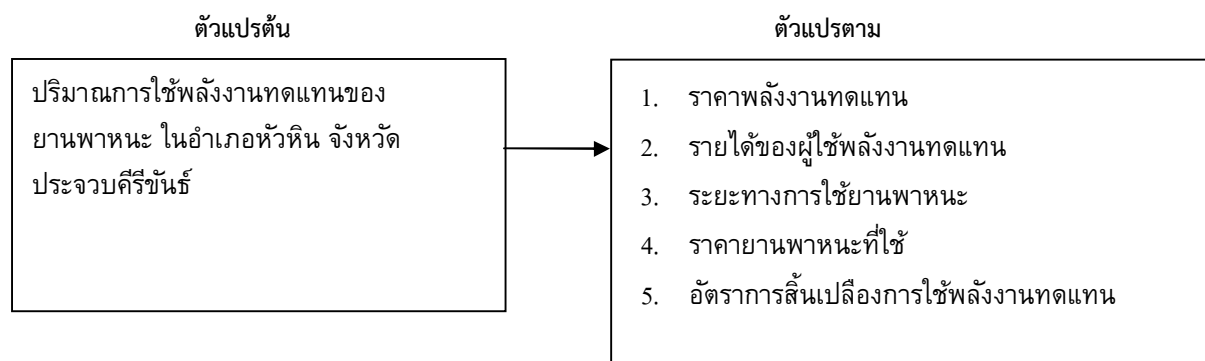 ตัวแปรต้น
ตัวแปรตาม
ปริมาณการใช้พลังงานทดแทนของ
ยานพาหนะ ในอำเภอหัวหิน จังหวัด
ประจวบคีรีขันธ์
1. ราคาพลังงานทดแทน
2. รายได้ของผู้ใช้พลังงานทดแทน
3. ระยะทางการใช้ยานพาหนะ
4. ราคายานพาหนะที่ใช้
5. อัตราการสิ้นเปลืองการใช้พลังงานทดแทน